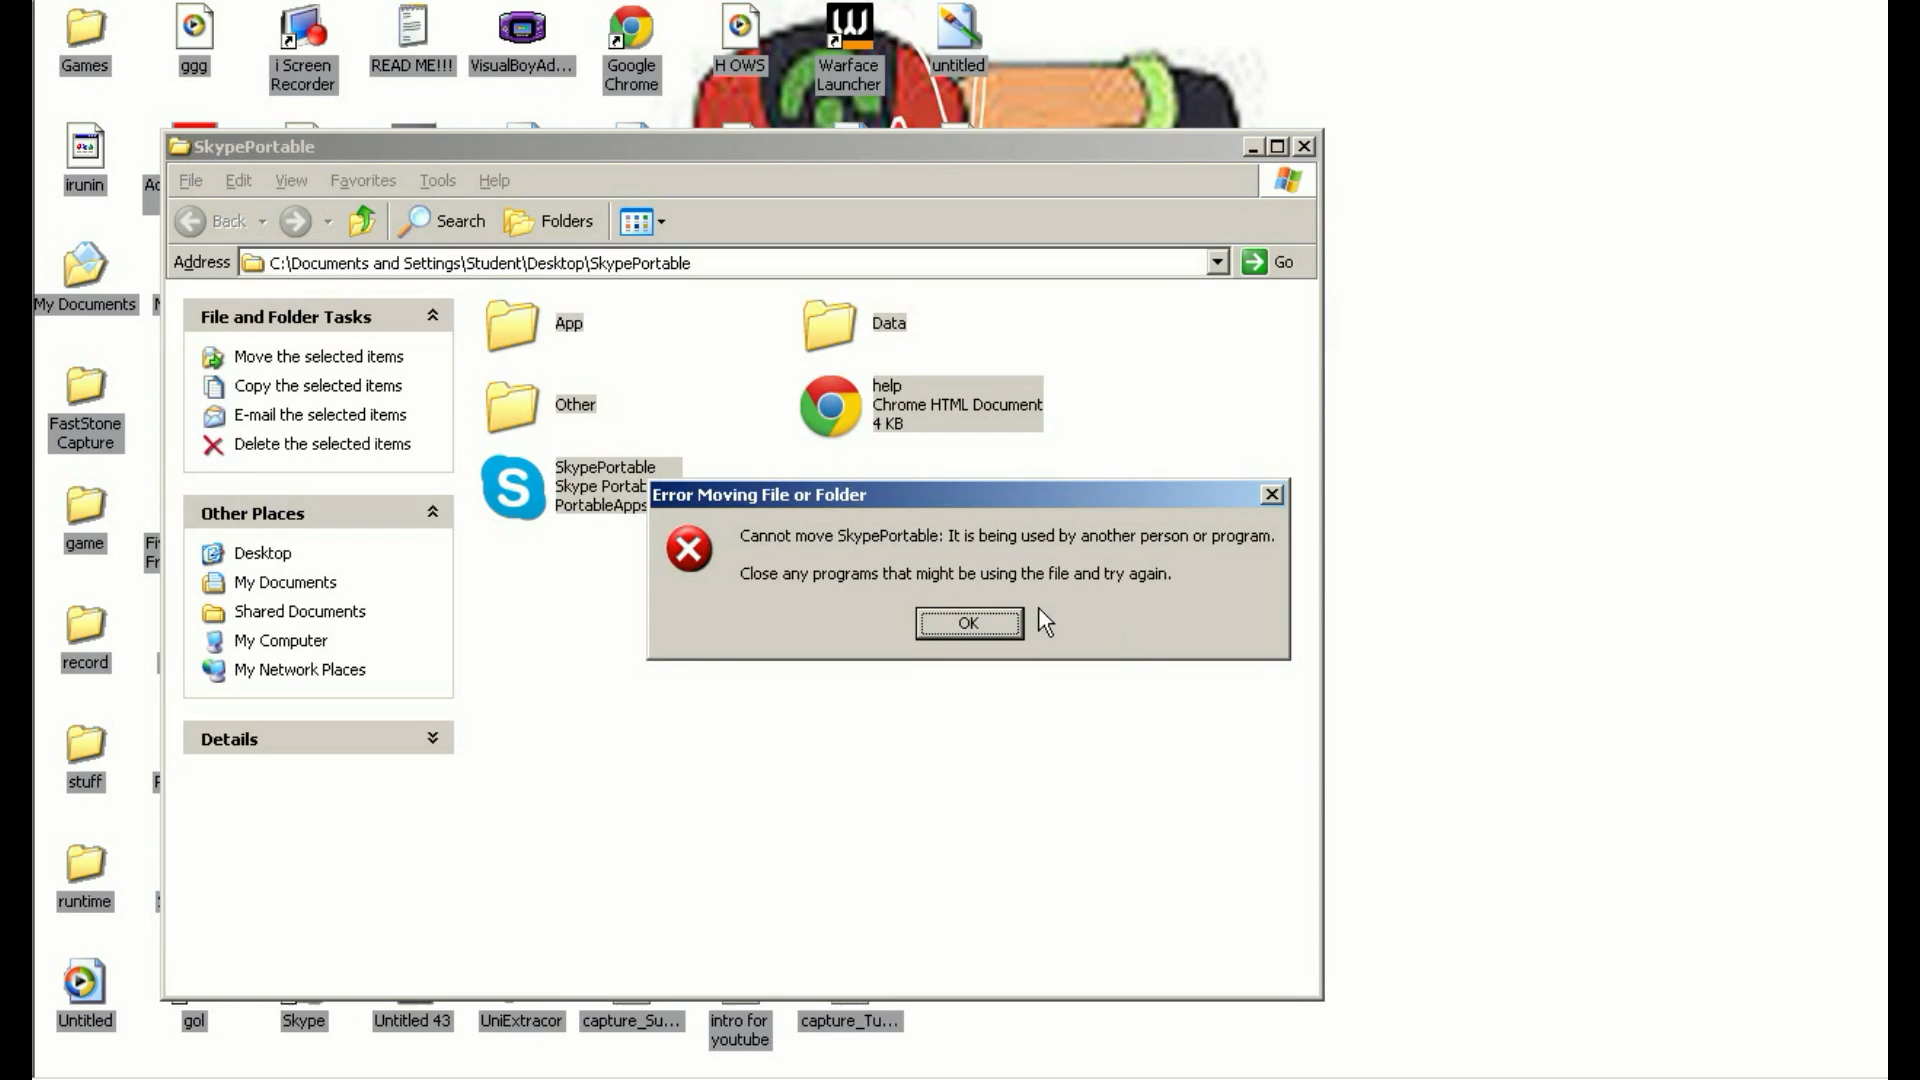 Games
ggg
i Screen
Recorder
READ ME!!!
VisualBoyAd...
Google
Chrome
H OWS
Warface
Launcher
untitled
irunin
My Documents
FastStone
Capture
game
record
stuff
runtime
Untitled
SkypePortable
File Edit View Favorites Tools Help
Back Search Folders
Address C:\Documents and Settings\Student\Desktop\SkypePortable Go
File and Folder Tasks
Move the selected items
Copy the selected items
E-mail the selected items
Delete the selected items
Other Places
Desktop
My Documents
Shared Documents
My Computer
My Network Places
Details
App
Data
Other
help
Chrome HTML Document
4 KB
SkypePortable
Skype Portab
PortableApps
Error Moving File or Folder
Cannot move SkypePortable: It is being used by another person or program.
Close any programs that might be using the file and try again.
OK
gol
Skype
Untitled 43
UniExtracor
capture_Su...
intro for
youtube
capture_Tu...